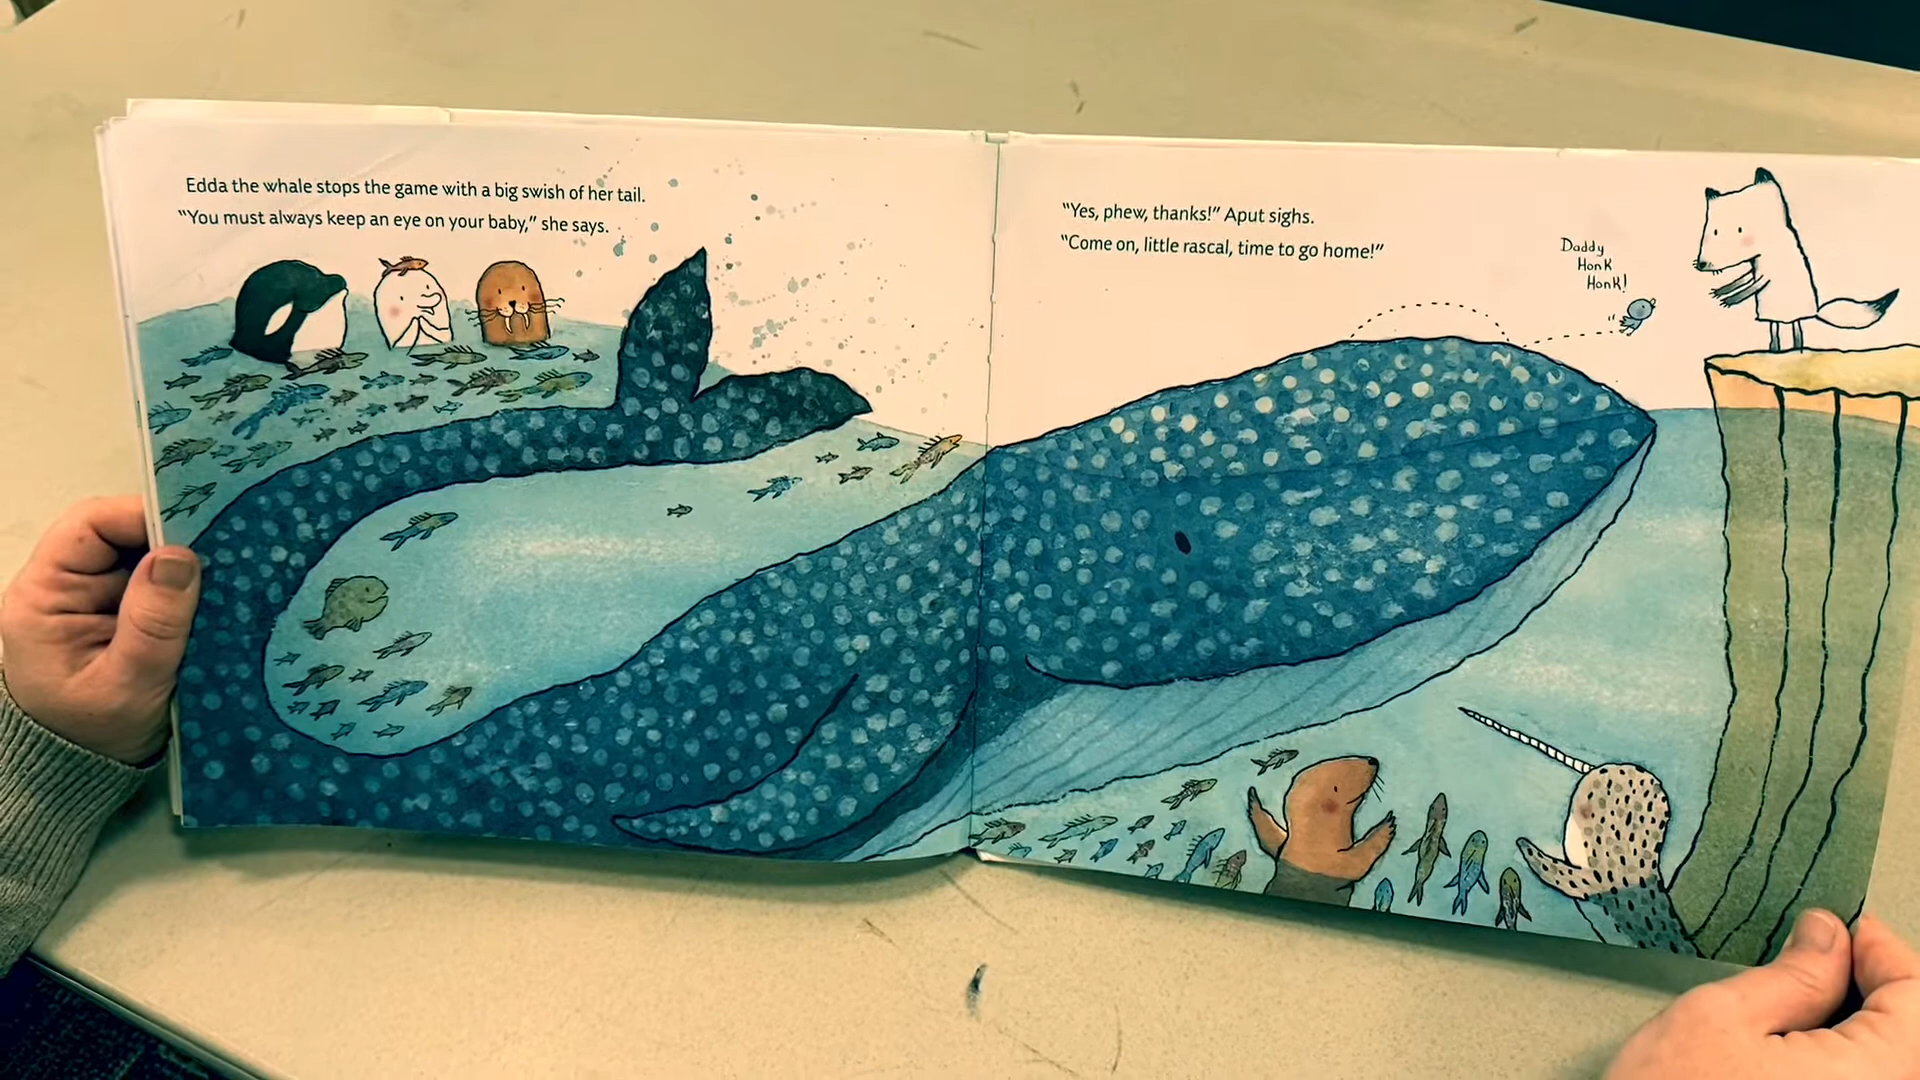 Edda the whale stops the game with a big swish of her tail.
“You must always keep an eye on your baby,” she says.
“Yes, phew, thanks!” Aput sighs.
“Come on, little rascal, time to go home!”
Daddy
Honk
Honk!